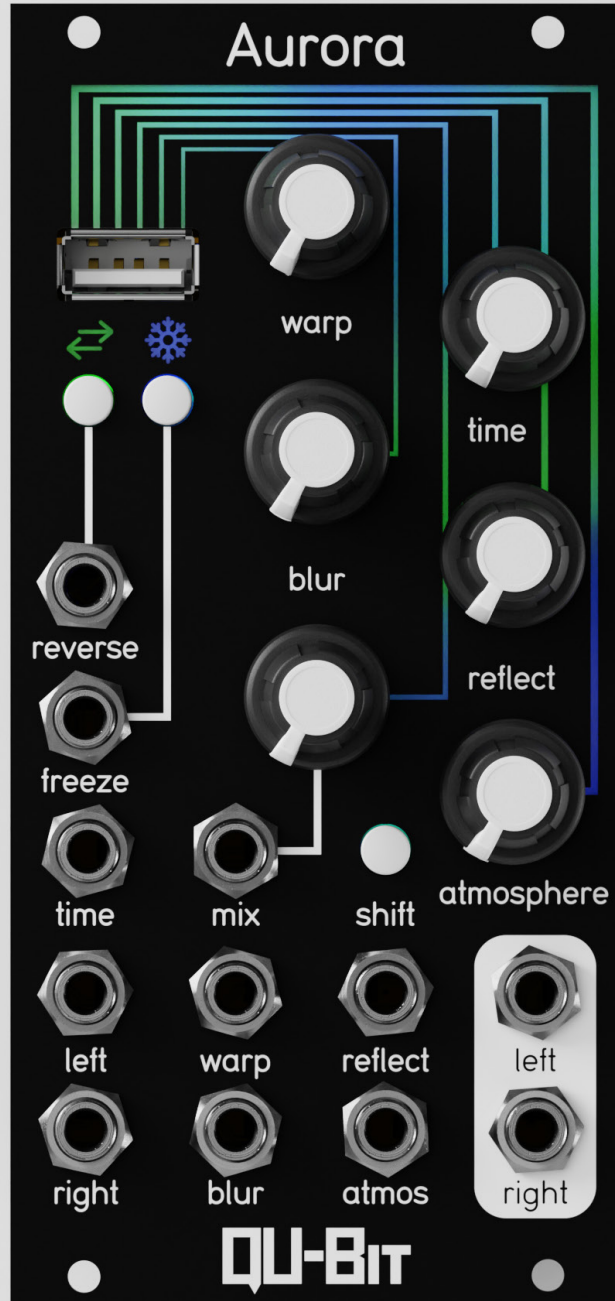 Aurora
warp
time
blur
reverse
reflect
freeze
atmosphere
time
mix
shift
left
warp
reflect
left
right
blur
atmos
right
QU-BIT